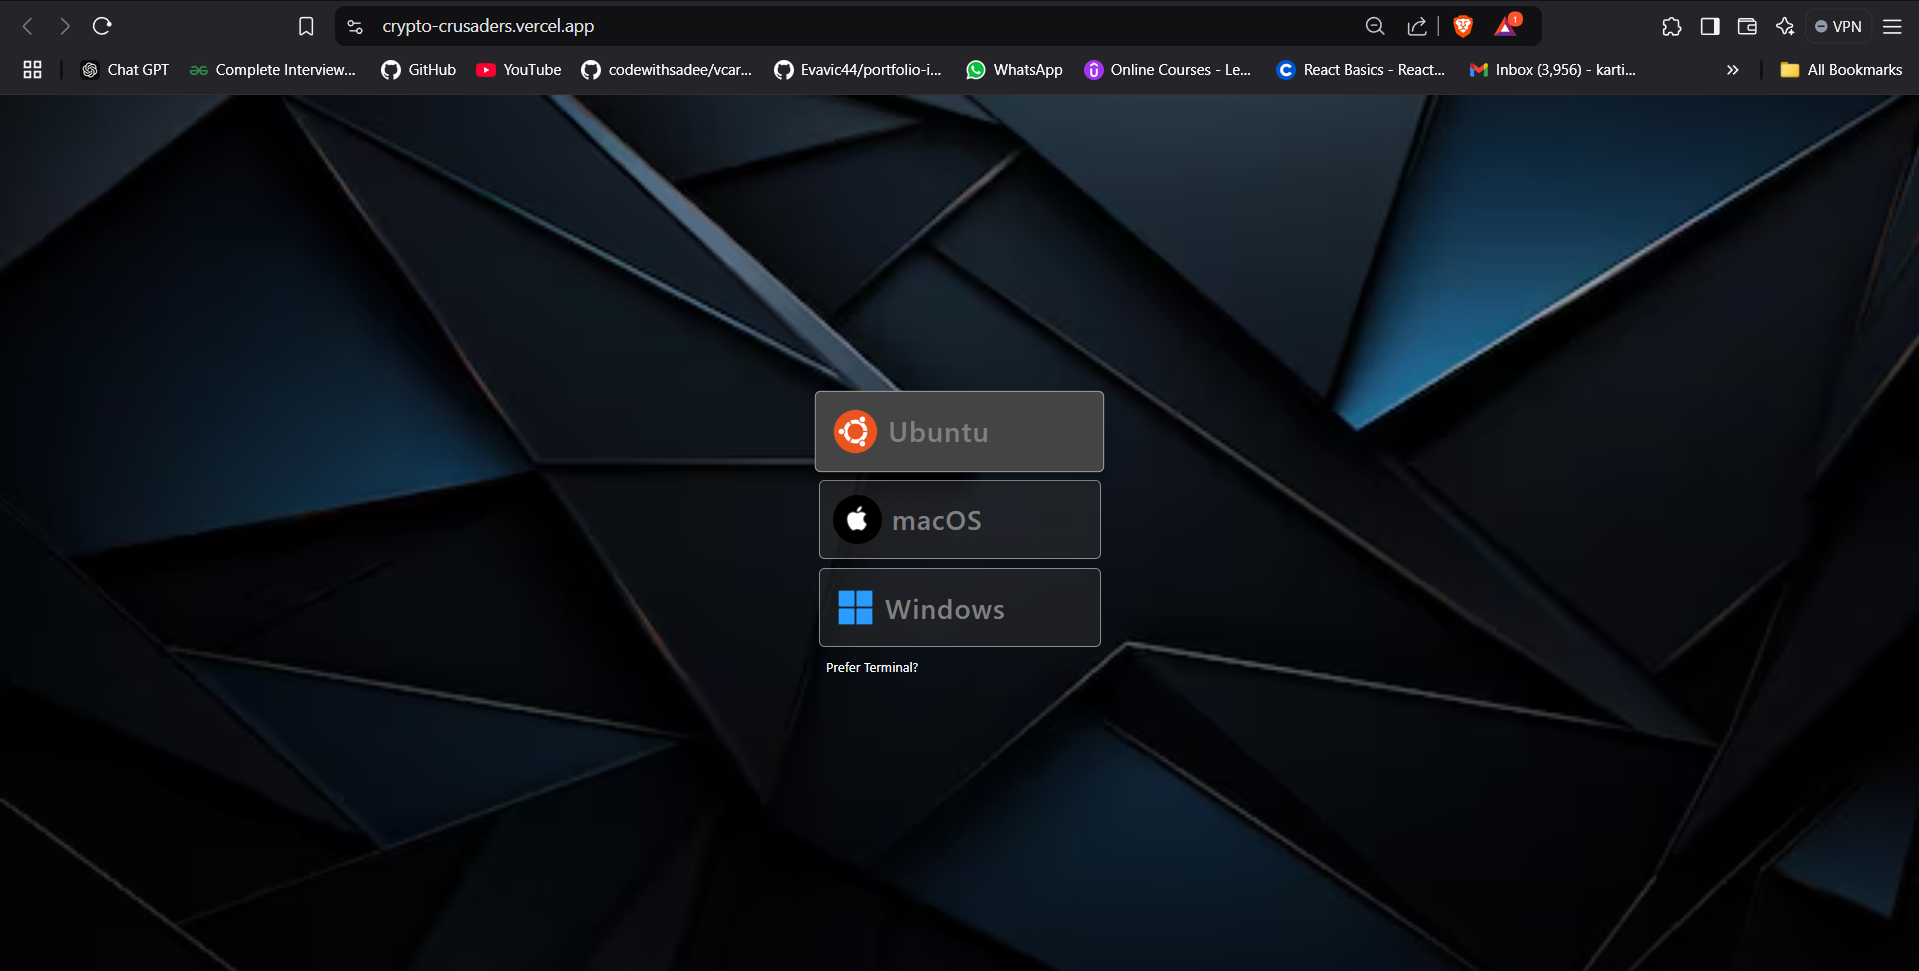 crypto-crusaders.vercel.app
1
VPN
Chat GPT
Complete Interview...
GitHub
YouTube
codewithsadee/vcar...
Evavic44/portfolio-i...
WhatsApp
Online Courses - Le...
React Basics - React...
Inbox (3,956) - karti...
All Bookmarks
Ubuntu
macOS
Windows
Prefer Terminal?